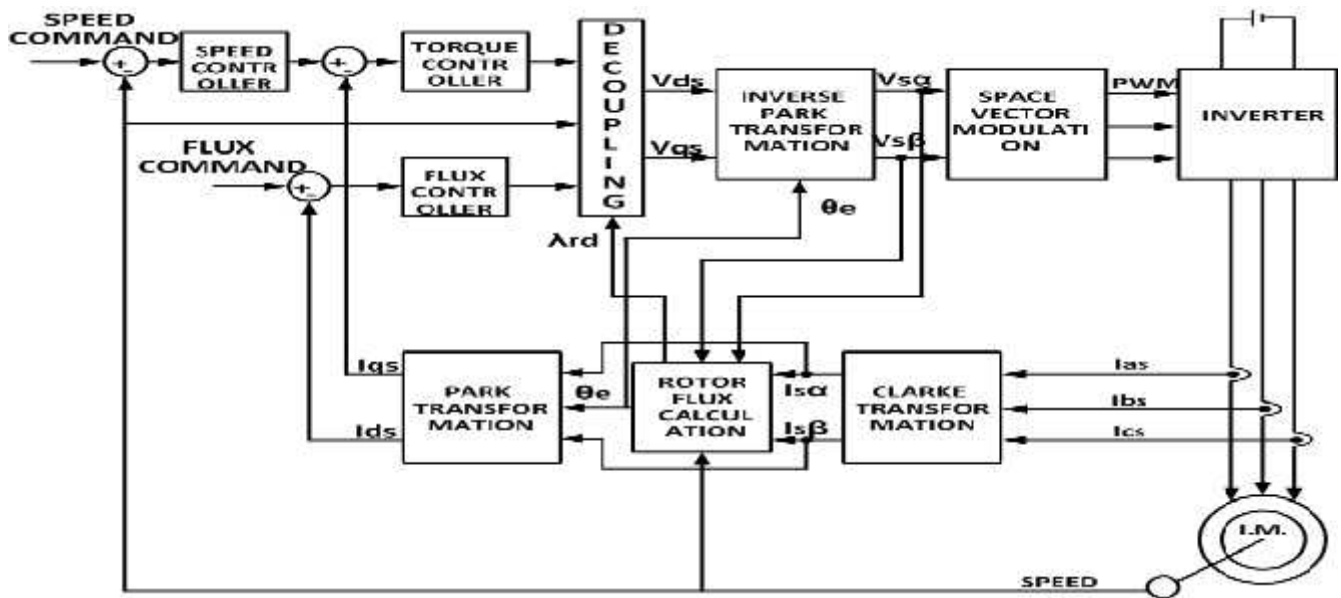 SPEED
COMMAND
+
-
SPEED
CONTR
OLLER
+
-
TORQUE
CONTR
OLLER
DECOUPLING
Vds
Vqs
INVERSE
PARK
TRANSFOR
MATION
Vsα
Vsβ
SPACE
VECTOR
MODULATI
ON
PWM
INVERTER
FLUX
COMMAND
+
-
FLUX
CONTR
OLLER
λrd
θe
Iqs
Ids
PARK
TRANSFOR
MATION
θe
ROTOR
FLUX
CALCUL
ATION
Isα
Isβ
CLARKE
TRANSFOR
MATION
Ias
Ibs
Ics
I.M.
SPEED